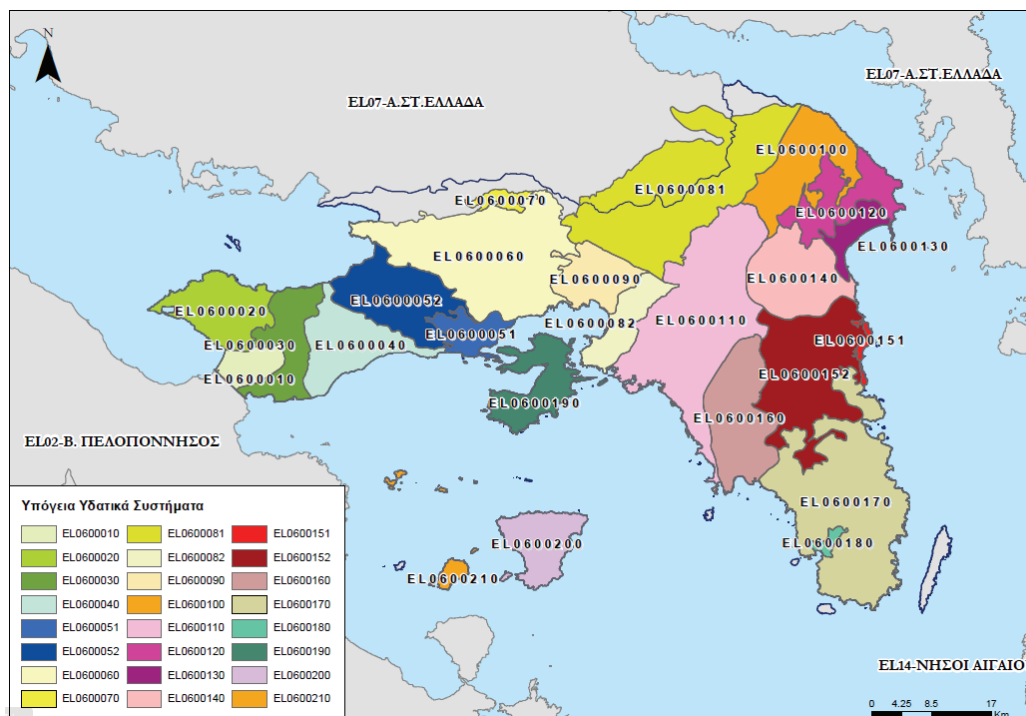 N
EL07-Α.ΣΤ.ΕΛΛΑΔΑ
EL07-Α.ΣΤ.ΕΛΛΑΔΑ
EL0600100
EL0600081
EL0600070
EL0600120
EL0600130
EL0600060
EL0600090
EL0600140
EL0600052
EL0600020
EL0600082
EL0600110
EL0600051
EL0600151
EL0600030
EL0600040
EL0600010
EL0600152
EL0600190
EL0600160
EL02-Β. ΠΕΛΟΠΟΝΝΗΣΟΣ
EL0600170
EL0600200
EL0600180
EL0600210
EL14-ΝΗΣΟΙ ΑΙΓΑΙΟ
Υπόγεια Υδατικά Συστήματα
EL0600010 EL0600081 EL0600151
EL0600020 EL0600082 EL0600152
EL0600030 EL0600090 EL0600160
EL0600040 EL0600100 EL0600170
EL0600051 EL0600110 EL0600180
EL0600052 EL0600120 EL0600190
EL0600060 EL0600130 EL0600200
EL0600070 EL0600140 EL0600210
0 4.25 8.5 17
Km